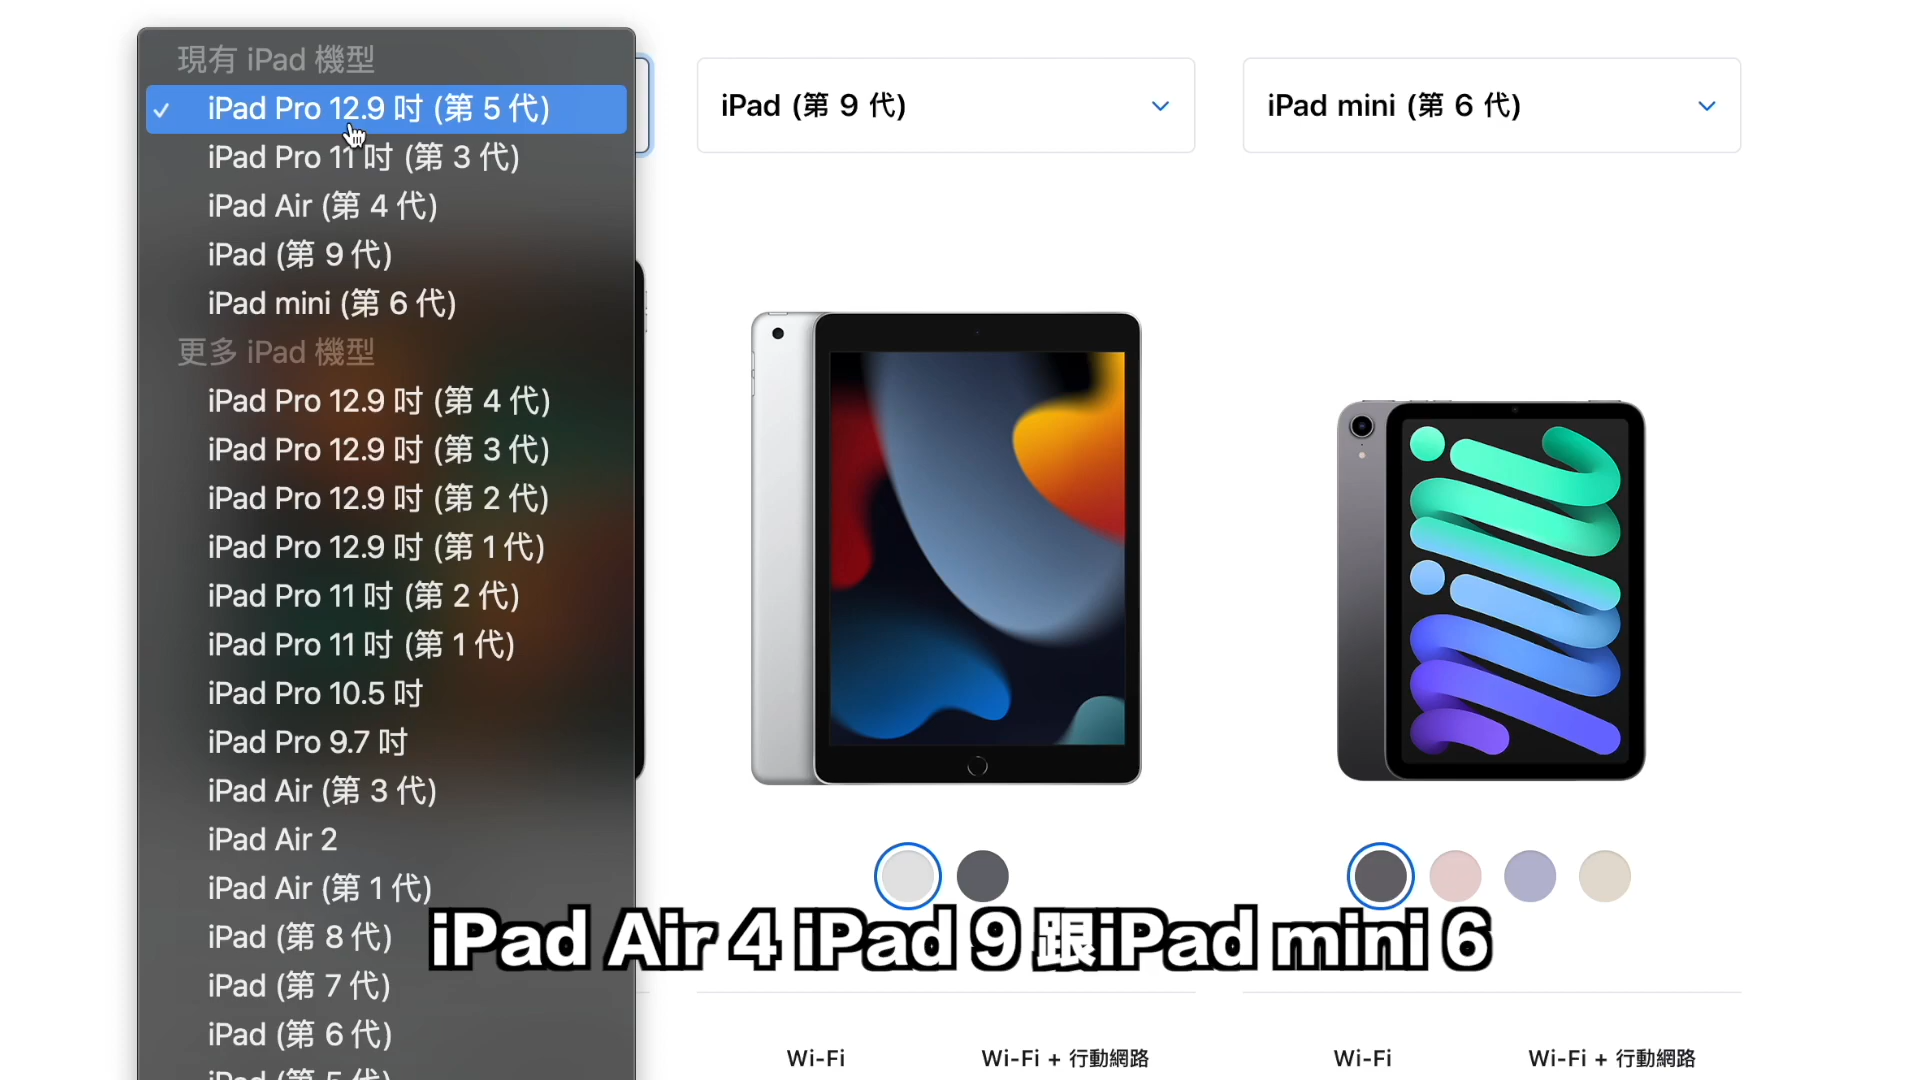 現有 iPad 機型
iPad Pro 12.9 吋 (第 5 代)
iPad Pro 11 吋 (第 3 代)
iPad Air (第 4 代)
iPad (第 9 代)
iPad mini (第 6 代)
更多 iPad 機型
iPad Pro 12.9 吋 (第 4 代)
iPad Pro 12.9 吋 (第 3 代)
iPad Pro 12.9 吋 (第 2 代)
iPad Pro 12.9 吋 (第 1 代)
iPad Pro 11 吋 (第 2 代)
iPad Pro 11 吋 (第 1 代)
iPad Pro 10.5 吋
iPad Pro 9.7 吋
iPad Air (第 3 代)
iPad Air 2
iPad Air (第 1 代)
iPad (第 8 代)
iPad (第 7 代)
iPad (第 6 代)
iPad (第 5 代)
iPad (第 9 代)
iPad mini (第 6 代)
iPad Air 4 iPad 9 跟iPad mini 6
Wi-Fi
Wi-Fi + 行動網路
Wi-Fi
Wi-Fi + 行動網路